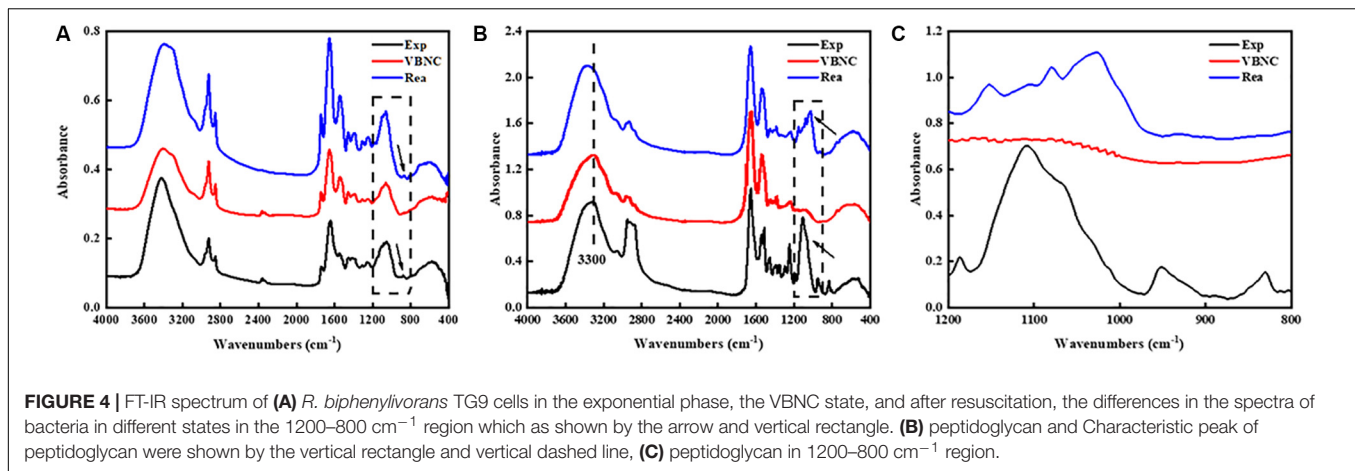 A
0.8
0.6
0.4
0.2
0.0
Absorbance
Exp
VBNC
Rea
4000 3200 2400 1600 1200 800 400
Wavenumbers (cm⁻¹)
B
2.4
2.0
1.6
1.2
0.8
0.4
0.0
Absorbance
Exp
VBNC
Rea
3300
4000 3600 3200 2400 2000 1600 1200 800 400
Wavenumbers (cm⁻¹)
C
1.2
1.0
0.8
0.6
0.4
0.2
0.0
Absorbance
Exp
VBNC
Rea
1200 1100 1000 900 800
Wavenumbers (cm⁻¹)
FIGURE 4 | FT-IR spectrum of (A) R. biphenylivorans TG9 cells in the exponential phase, the VBNC state, and after resuscitation, the differences in the spectra of
bacteria in different states in the 1200–800 cm⁻¹ region which as shown by the arrow and vertical rectangle. (B) peptidoglycan and Characteristic peak of
peptidoglycan were shown by the vertical rectangle and vertical dashed line, (C) peptidoglycan in 1200–800 cm⁻¹ region.